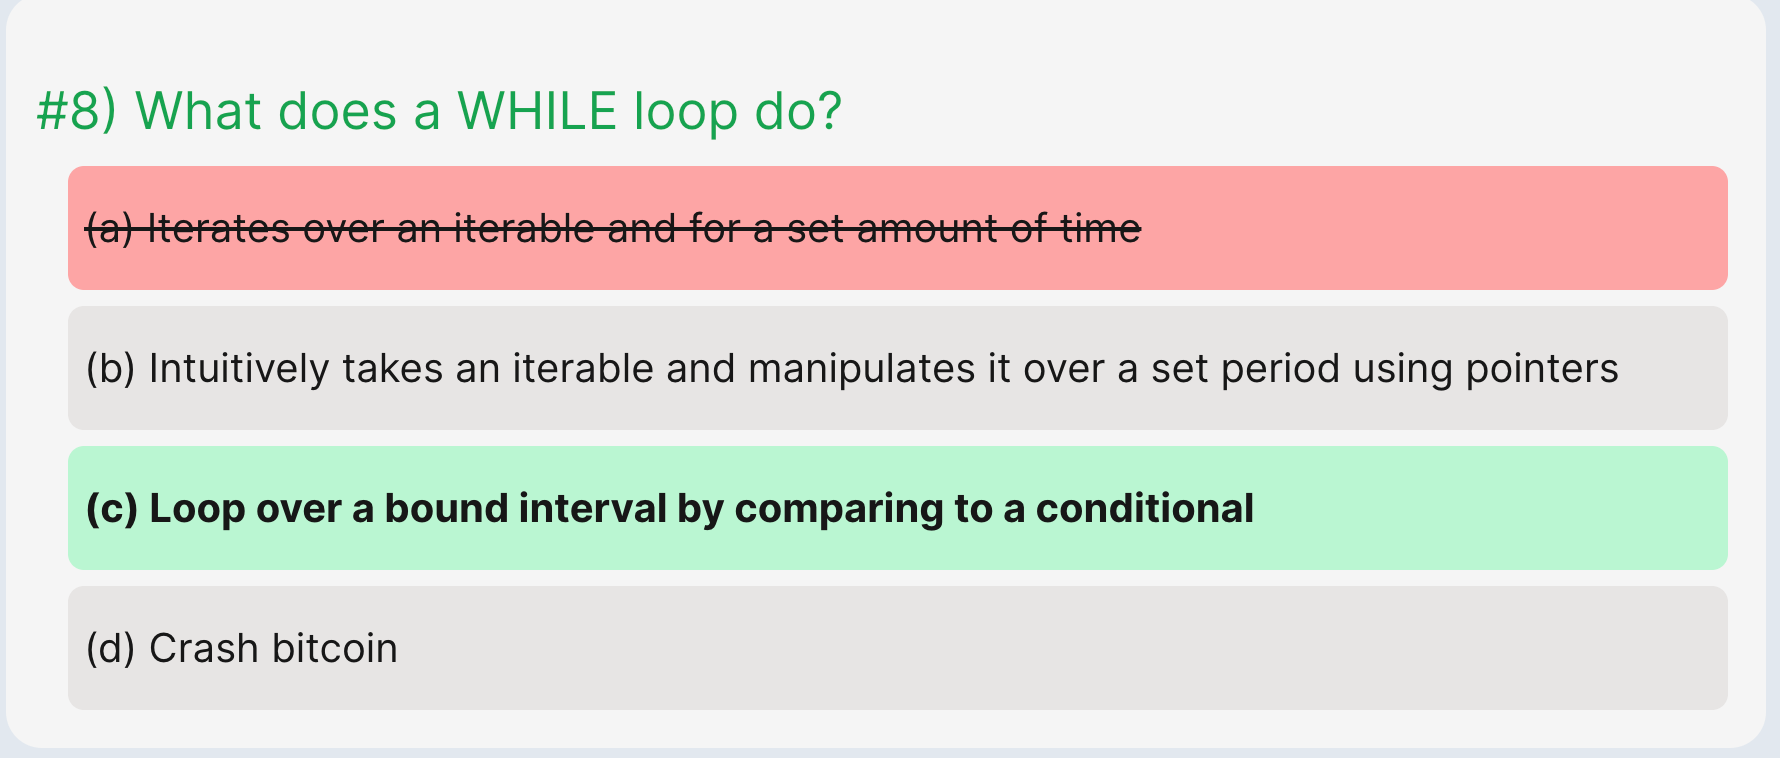 #8) What does a WHILE loop do?
(a) Iterates over an iterable and for a set amount of time
(b) Intuitively takes an iterable and manipulates it over a set period using pointers
(c) Loop over a bound interval by comparing to a conditional
(d) Crash bitcoin